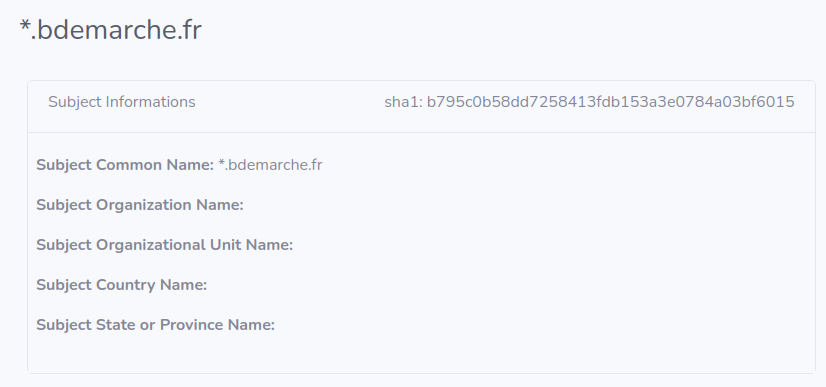 *.bdemarche.fr
Subject Informations sha1: b795c0b58dd7258413fdb153a3e0784a03bf6015
Subject Common Name: *.bdemarche.fr
Subject Organization Name:
Subject Organizational Unit Name:
Subject Country Name:
Subject State or Province Name: